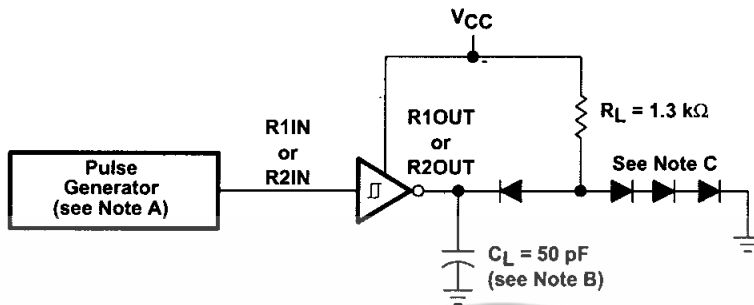 VCC
R1IN
or
R2IN
R1OUT
or
R2OUT
RL = 1.3 kΩ
Pulse
Generator
(see Note A)
See Note C
CL = 50 pF
(see Note B)